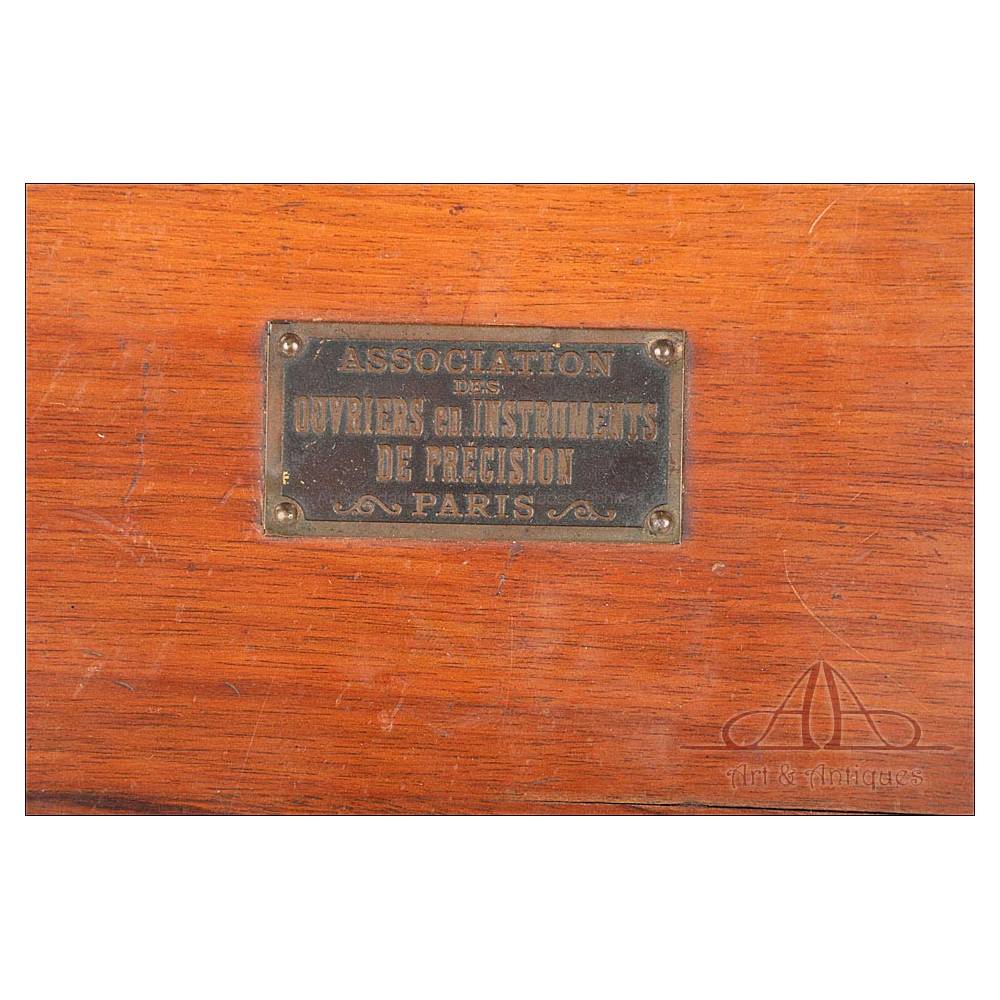 ASSOCIATION
DES
OUVRIERS en INSTRUMENTS
DE PRÉCISION
PARIS
Art & Antiques